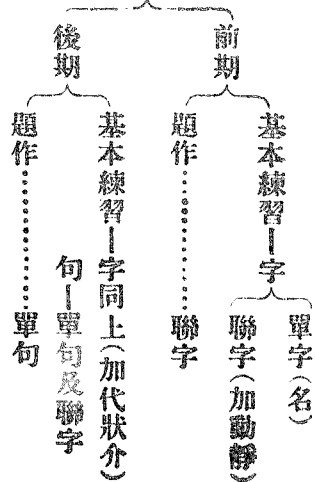 前期
基本練習—字
單字(名)
聯字(加動靜)
題作……………聯字
後期
基本練習—字同上(加代狀介)
句—單句及聯字
題作……………單句